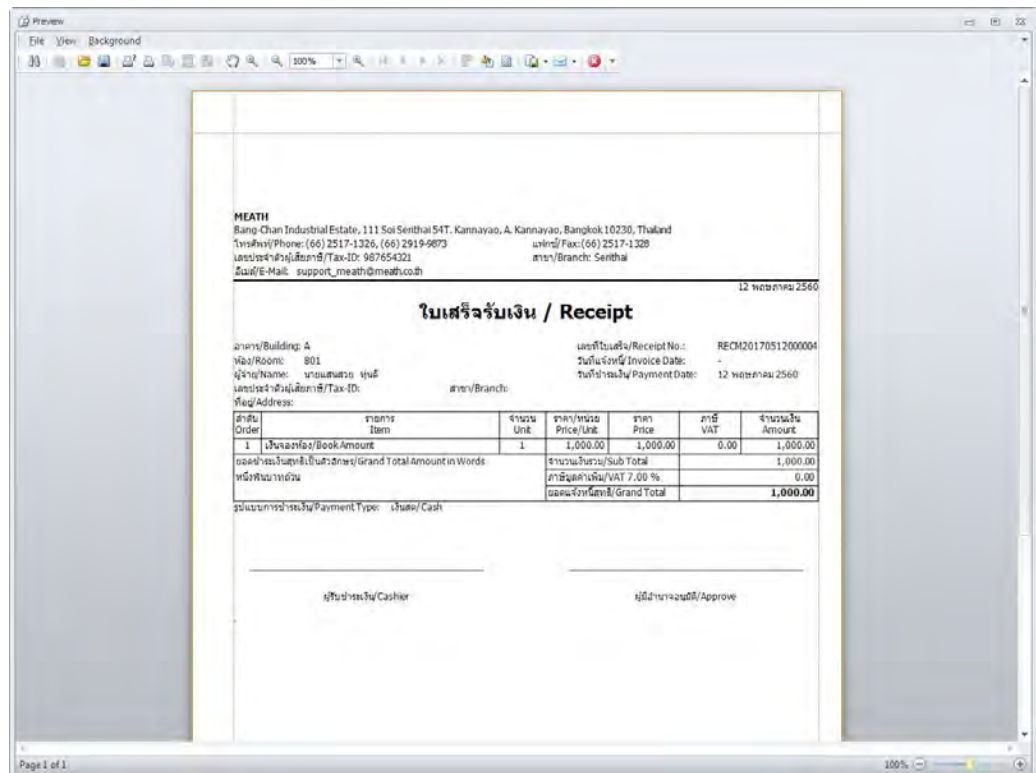 Preview
File View Background
100%
MEATH
Bang-Chan Industrial Estate, 111 Soi Serithai 54T. Kannayao, A. Kannayao, Bangkok 10230, Thailand
โทรศัพท์/Phone: (66) 2517-1326, (66) 2919-9873 แฟกซ์/Fax:(66) 2517-1328
เลขประจำตัวผู้เสียภาษี/Tax-ID: 987654321 สาขา/Branch: Serithai
อีเมล์/E-Mail: support_meath@meath.co.th
12 พฤษภาคม 2560
ใบเสร็จรับเงิน / Receipt
อาคาร/Building: A เลขที่ใบเสร็จ/Receipt No.: RECM20170512000004
ห้อง/Room: 801 วันที่แจ้งหนี้/Invoice Date: -
ผู้จ่าย/Name: นายแสนสวย หุ่นดี วันที่ชำระเงิน/Payment Date: 12 พฤษภาคม 2560
เลขประจำตัวผู้เสียภาษี/Tax-ID: สาขา/Branch:
ที่อยู่/Address:
ลำดับ รายการ จำนวน ราคา/หน่วย ราคา ภาษี จำนวนเงิน
Order Item Unit Price/Unit Price VAT Amount
1 เงินจองห้อง/Book Amount 1 1,000.00 1,000.00 0.00 1,000.00
ยอดชำระเงินสุทธิเป็นตัวอักษร/Grand Total Amount in Words จำนวนเงินรวม/Sub Total 1,000.00
หนึ่งพันบาทถ้วน ภาษีมูลค่าเพิ่ม/VAT 7.00 % 0.00
ยอดแจ้งหนี้สุทธิ/Grand Total 1,000.00
รูปแบบการชำระเงิน/Payment Type: เงินสด/Cash
ผู้รับชำระเงิน/Cashier ผู้มีอำนาจอนุมัติ/Approve
Page 1 of 1 100%